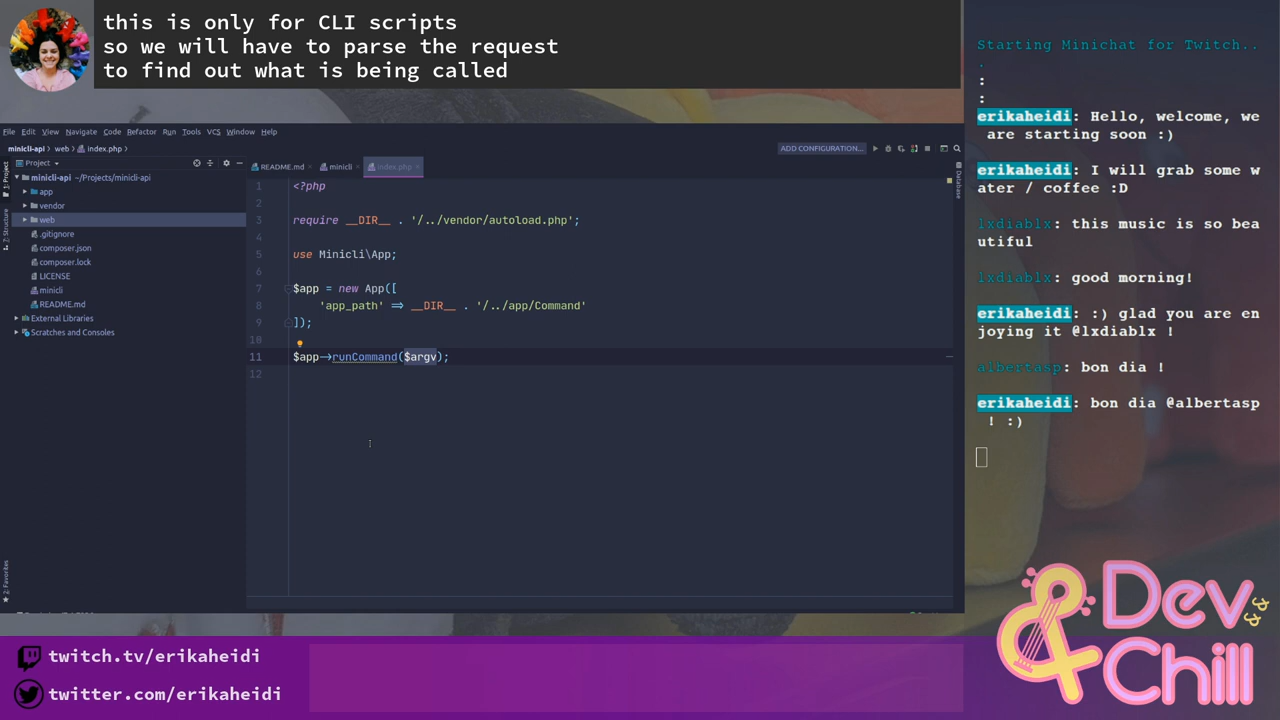 this is only for CLI scripts
so we will have to parse the request
to find out what is being called
File Edit View Navigate Code Refactor Run Tools VCS Window Help
minicli-api web index.php
ADD CONFIGURATION...
Project
minicli-api ~/Projects/minicli-api
app
vendor
web
.gitignore
composer.json
composer.lock
LICENSE
minicli
README.md
External Libraries
Scratches and Consoles
1: Project
Z: Structure
2: Favorites
README.md minicli index.php
1 <?php
2
3 require __DIR__ . '/../vendor/autoload.php';
4
5 use Minicli\App;
6
7 $app = new App([
8 'app_path' => __DIR__ . '/../app/Command'
9 ]);
10
11 $app->runCommand($argv);
12
Database
Starting Minichat for Twitch..
.
:
:
erikaheidi: Hello, welcome, we
are starting soon :)
erikaheidi: I will grab some w
ater / coffee :D
lxdiablx: this music is so bea
utiful
lxdiablx: good morning!
erikaheidi: :) glad you are en
joying it @lxdiablx !
albertasp: bon dia !
erikaheidi: bon dia @albertasp
! :)
twitch.tv/erikaheidi
twitter.com/erikaheidi
& Dev
&&
Chill